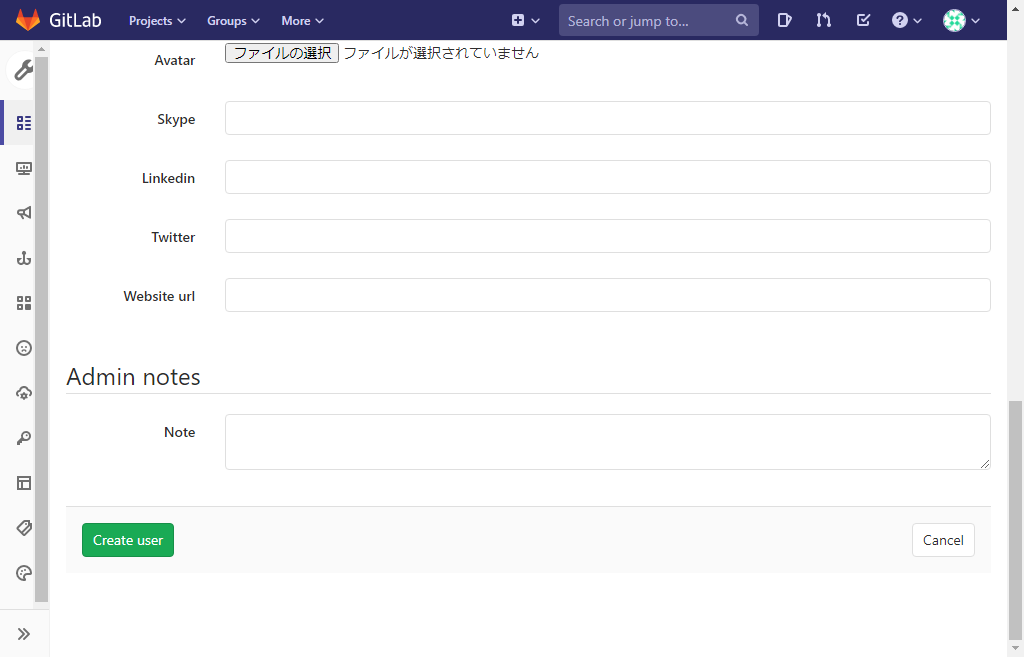 GitLab Projects Groups More Search or jump to...
Avatar ファイルの選択 ファイルが選択されていません
Skype
Linkedin
Twitter
Website url
Admin notes
Note
Create user Cancel